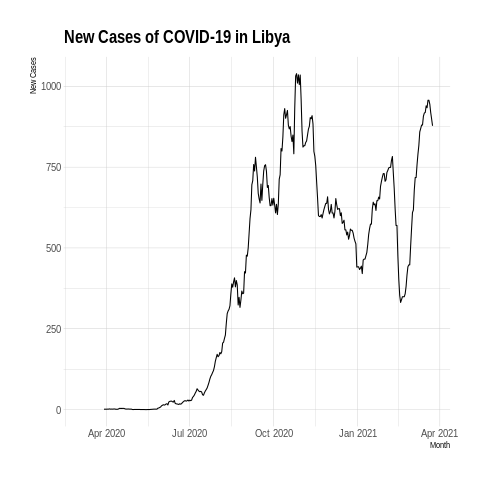 New Cases of COVID-19 in Libya
New Cases
1000
750
500
250
0
Apr 2020 Jul 2020 Oct 2020 Jan 2021 Apr 2021
Month